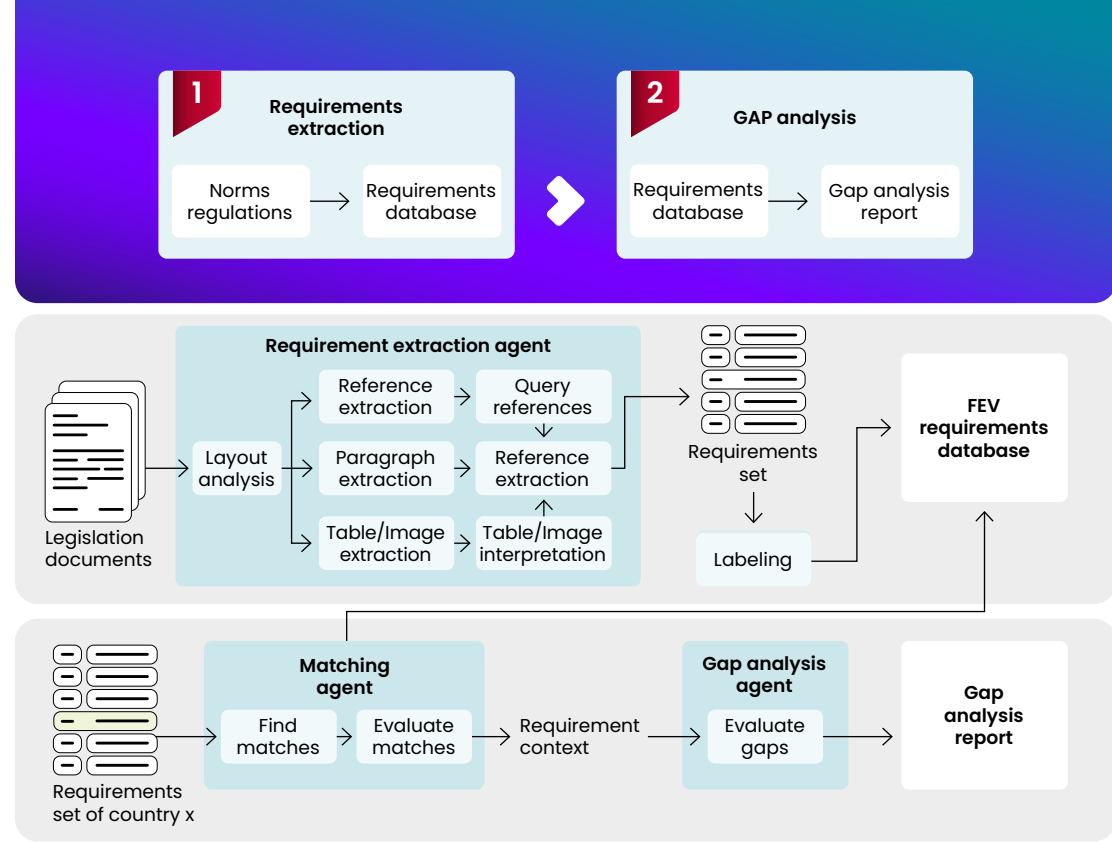 1
Requirements
extraction
Norms
regulations
Requirements
database
2
GAP analysis
Requirements
database
Gap analysis
report
Requirement extraction agent
Legislation
documents
Layout
analysis
Reference
extraction
Query
references
Paragraph
extraction
Reference
extraction
Table/Image
extraction
Table/Image
interpretation
Requirements
set
Labeling
FEV
requirements
database
Requirements
set of country x
Matching
agent
Find
matches
Evaluate
matches
Requirement
context
Gap analysis
agent
Evaluate
gaps
Gap
analysis
report